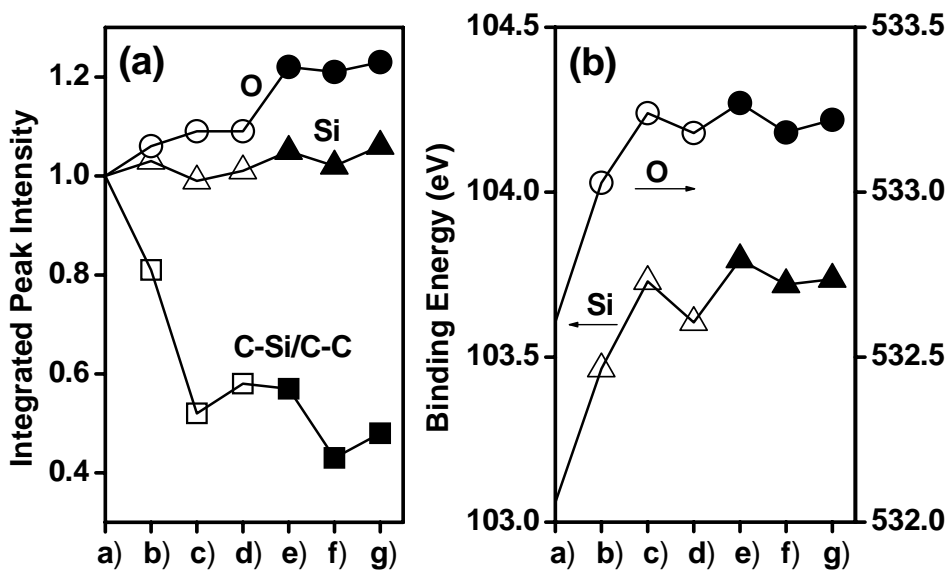 (a)
O
Si
C-Si/C-C
Integrated Peak Intensity
1.2
1.0
0.8
0.6
0.4
a) b) c) d) e) f) g)
(b)
O
Si
Binding Energy (eV)
104.5
104.0
103.5
103.0
533.5
533.0
532.5
532.0
a) b) c) d) e) f) g)